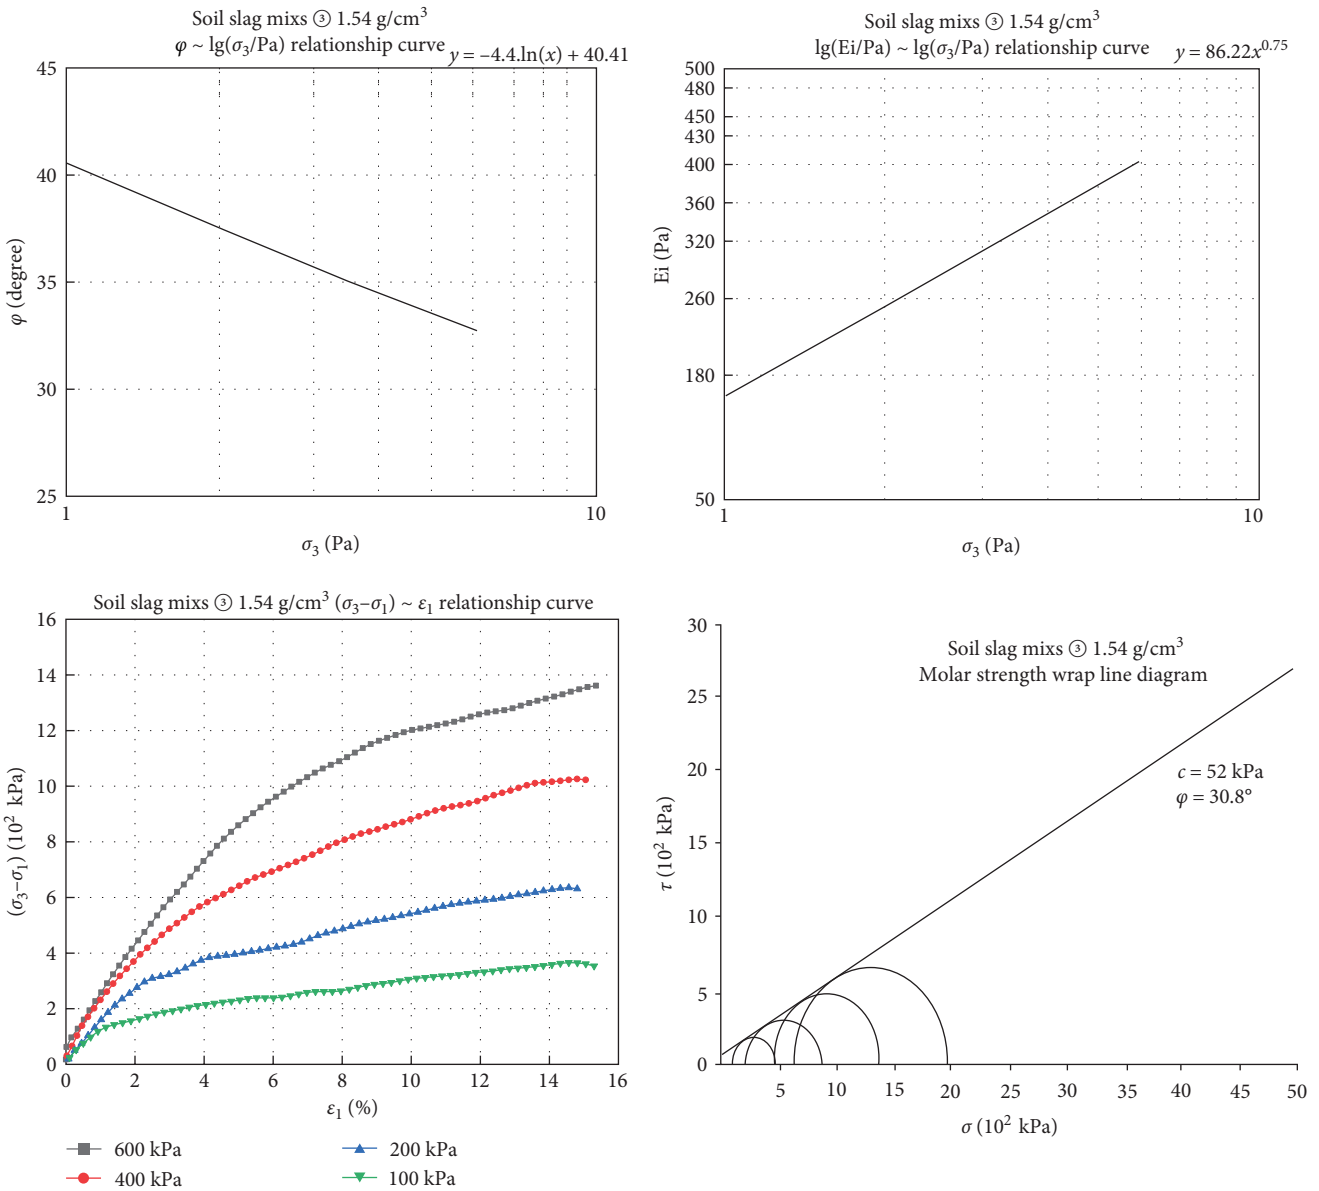 Soil slag mixs ③ 1.54 g/cm³
φ ~ lg(σ₃/Pa) relationship curve
y = −4.4.ln(x) + 40.41
45
40
35
30
25
φ (degree)
1
10
σ₃ (Pa)
Soil slag mixs ③ 1.54 g/cm³
lg(Ei/Pa) ~ lg(σ₃/Pa) relationship curve
y = 86.22x⁰·⁷⁵
500
480
450
430
400
360
320
260
180
50
Ei (Pa)
1
10
σ₃ (Pa)
Soil slag mixs ③ 1.54 g/cm³ (σ₃–σ₁) ~ ε₁ relationship curve
16
14
12
10
8
6
4
2
0
(σ₃–σ₁) (10² kPa)
0 2 4 6 8 10 12 14 16
ε₁ (%)
600 kPa
400 kPa
200 kPa
100 kPa
Soil slag mixs ③ 1.54 g/cm³
Molar strength wrap line diagram
c = 52 kPa
φ = 30.8°
30
25
20
15
10
5
0
τ (10² kPa)
5 10 15 20 25 30 35 40 45 50
σ (10² kPa)